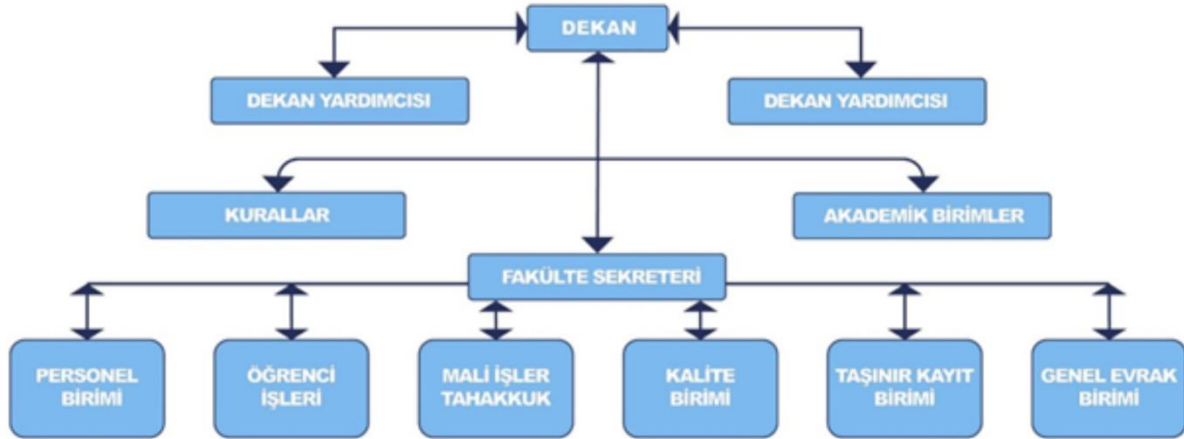 DEKAN
DEKAN YARDIMCISI
DEKAN YARDIMCISI
KURALLAR
AKADEMİK BİRİMLER
FAKÜLTE SEKRETERİ
PERSONEL
BİRİMİ
ÖĞRENCİ
İŞLERİ
MALİ İŞLER
TAHAKKUK
KALİTE
BİRİMİ
TAŞINIR KAYIT
BİRİMİ
GENEL EVRAK
BİRİMİ